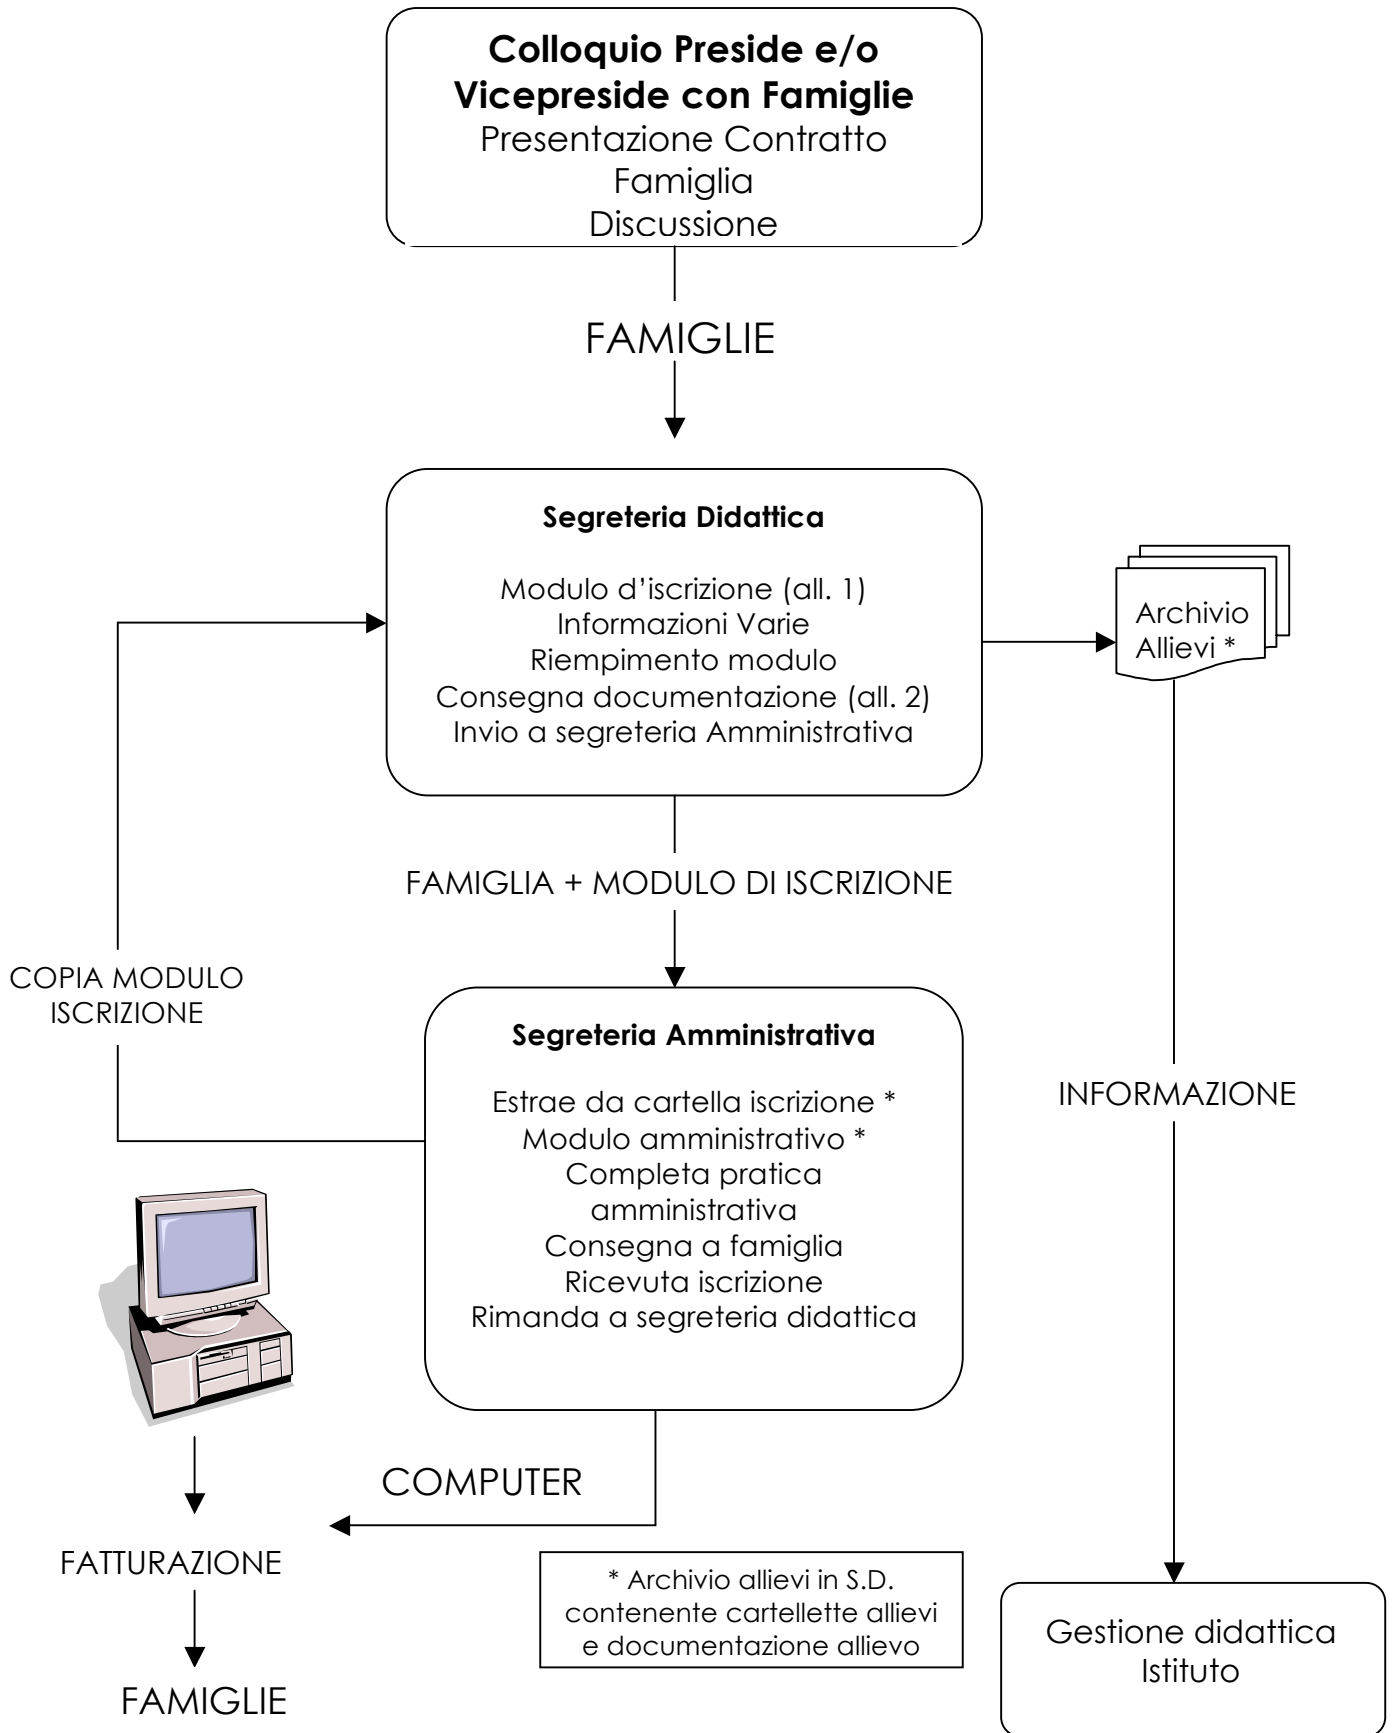 Colloquio Preside e/o
Vicepreside con Famiglie
Presentazione Contratto
Famiglia
Discussione
FAMIGLIE
Segreteria Didattica
Modulo d’iscrizione (all. 1)
Informazioni Varie
Riempimento modulo
Consegna documentazione (all. 2)
Invio a segreteria Amministrativa
Archivio
Allievi *
FAMIGLIA + MODULO DI ISCRIZIONE
COPIA MODULO
ISCRIZIONE
Segreteria Amministrativa
Estrae da cartella iscrizione *
Modulo amministrativo *
Completa pratica
amministrativa
Consegna a famiglia
Ricevuta iscrizione
Rimanda a segreteria didattica
INFORMAZIONE
COMPUTER
FATTURAZIONE
FAMIGLIE
* Archivio allievi in S.D.
contenente cartellette allievi
e documentazione allievo
Gestione didattica
Istituto